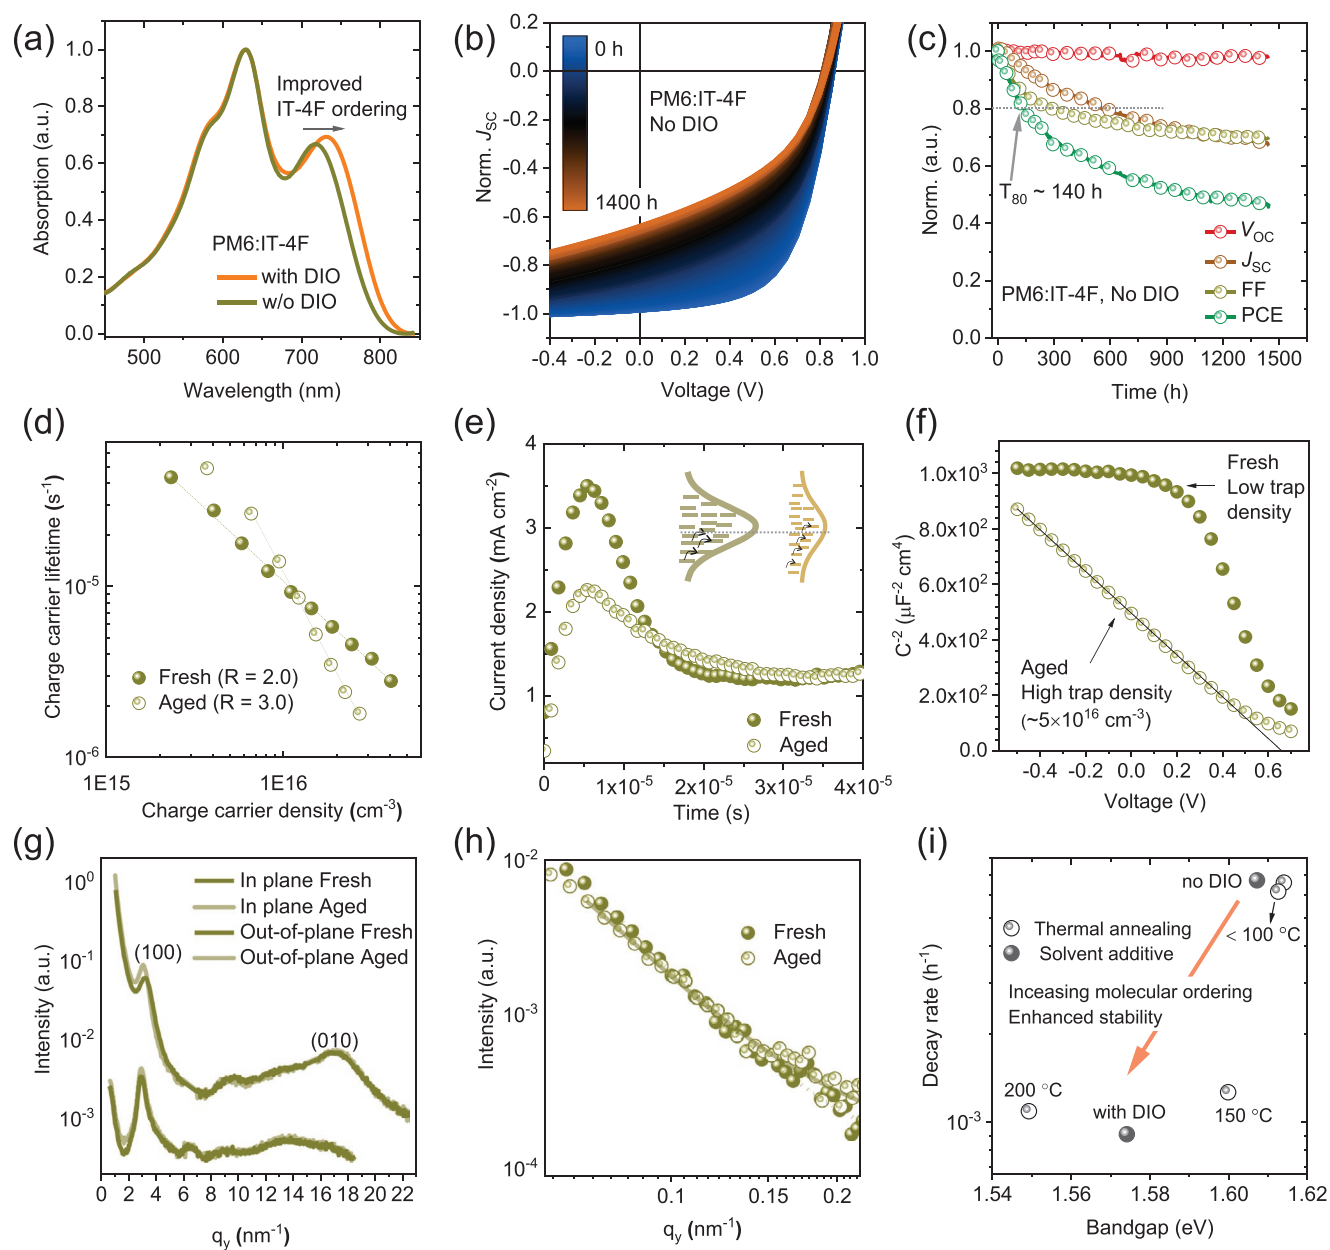 (a)
Absorption (a.u.)
1.0
0.8
0.6
0.4
0.2
0.0
Improved
IT-4F ordering
PM6:IT-4F
with DIO
w/o DIO
500
600
700
800
Wavelength (nm)
(b)
Norm. JSC
0.2
0.0
-0.2
-0.4
-0.6
-0.8
-1.0
0 h
1400 h
PM6:IT-4F
No DIO
-0.4
-0.2
0.0
0.2
0.4
0.6
0.8
1.0
Voltage (V)
(c)
Norm. (a.u.)
1.0
0.8
0.6
0.4
0.2
0.0
T80 ~ 140 h
VOC
JSC
FF
PCE
PM6:IT-4F, No DIO
0
300
600
900
1200
1500
Time (h)
(d)
Charge carrier lifetime (s-1)
10-5
10-6
Fresh (R = 2.0)
Aged (R = 3.0)
1E15
1E16
Charge carrier density (cm-3)
(e)
Current density (mA cm-2)
4
3
2
1
0
Fresh
Aged
0
1x10-5
2x10-5
3x10-5
4x10-5
Time (s)
(f)
C-2 (μF-2 cm4)
1.0×103
8.0×102
6.0×102
4.0×102
2.0×102
0.0
Fresh
Low trap
density
Aged
High trap density
(~5×1016 cm-3)
-0.4
-0.2
0.0
0.2
0.4
0.6
Voltage (V)
(g)
Intensity (a.u.)
100
10-1
10-2
10-3
In plane Fresh
In plane Aged
Out-of-plane Fresh
Out-of-plane Aged
(100)
(010)
0
2
4
6
8
10
12
14
16
18
20
22
qy (nm-1)
(h)
Intensity (a.u.)
10-2
10-3
10-4
Fresh
Aged
0.1
0.15
0.2
qy (nm-1)
(i)
Decay rate (h-1)
10-3
no DIO
< 100 °C
Thermal annealing
Solvent additive
Inceasing molecular ordering
Enhanced stability
200 °C
with DIO
150 °C
1.54
1.56
1.58
1.60
1.62
Bandgap (eV)